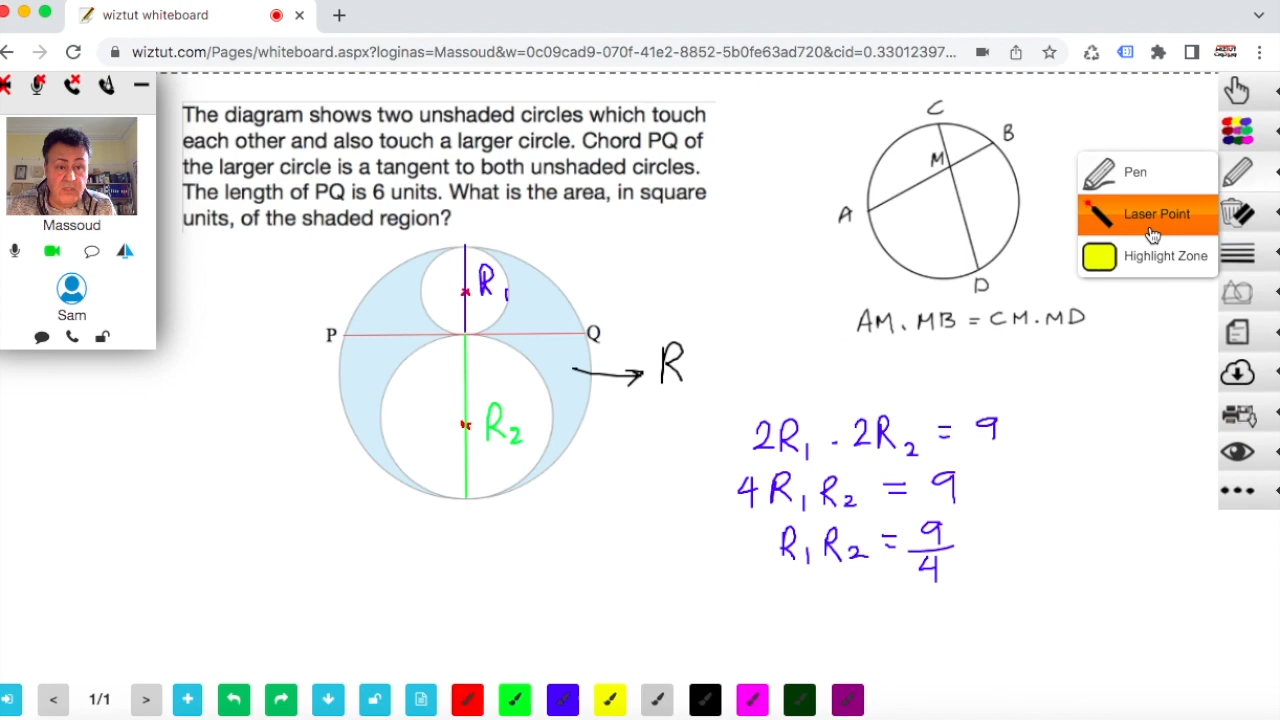 wiztut whiteboard
wiztut.com/Pages/whiteboard.aspx?loginas=Massoud&w=0c09cad9-070f-41e2-8852-5b0fe63ad720&cid=0.33012397...
Massoud
Sam
The diagram shows two unshaded circles which touch
each other and also touch a larger circle. Chord PQ of
the larger circle is a tangent to both unshaded circles.
The length of PQ is 6 units. What is the area, in square
units, of the shaded region?
C
B
M
A
D
AM. MB = CM. MD
Pen
Laser Point
Highlight Zone
R₁
P
Q
R
R₂
2R₁ . 2R₂ = 9
4 R₁ R₂ = 9
R₁ R₂ = 9/4
< 1/1 >